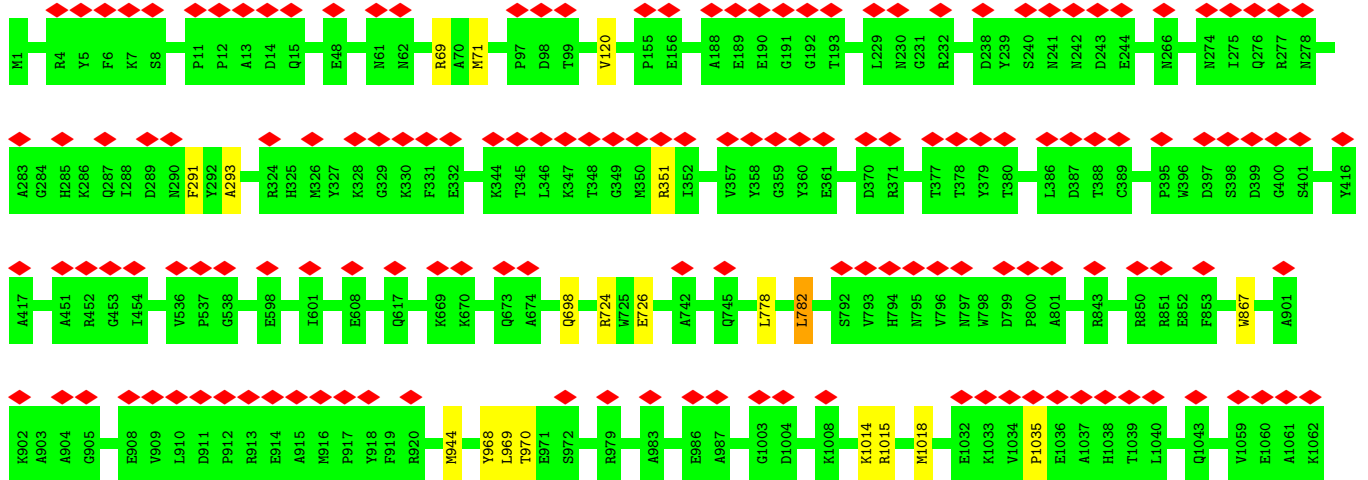 M1 R4 Y5 F6 K7 S8 P11 P12 A13 D14 Q15 E48 N61 N62 R69 A70 M71 P97 D98 T99 V120 P155 E156 A188 E189 E190 G191 G192 T193 L229 N230 G231 R232 D238 Y239 S240 N241 N242 D243 E244 N266 N274 I275 Q276 R277 N278
A283 G284 H285 K286 Q287 I288 D289 N290 F291 Y292 A293 R324 H325 M326 Y327 K328 G329 K330 F331 E332 K344 T345 L346 K347 T348 G349 M350 R351 I352 V357 Y358 G359 Y360 E361 D370 R371 T377 T378 Y379 T380 L386 D387 T388 C389 P395 W396 D397 S398 D399 G400 S401 Y416
A417 A451 R452 G453 I454 V536 P537 G538 E598 I601 E608 Q617 K669 K670 Q673 A674 Q698 R724 W725 E726 A742 Q745 L778 L782 S792 V793 H794 N795 V796 N797 W798 D799 P800 A801 R843 R850 R851 E852 F853 W867 A901
K902 A903 A904 G905 E908 V909 L910 D911 P912 R913 E914 A915 M916 P917 Y918 F919 R920 M944 Y968 L969 T970 E971 S972 R979 A983 E986 A987 G1003 D1004 K1008 K1014 R1015 M1018 E1032 K1033 V1034 P1035 E1036 A1037 H1038 T1039 L1040 Q1043 V1059 E1060 A1061 K1062